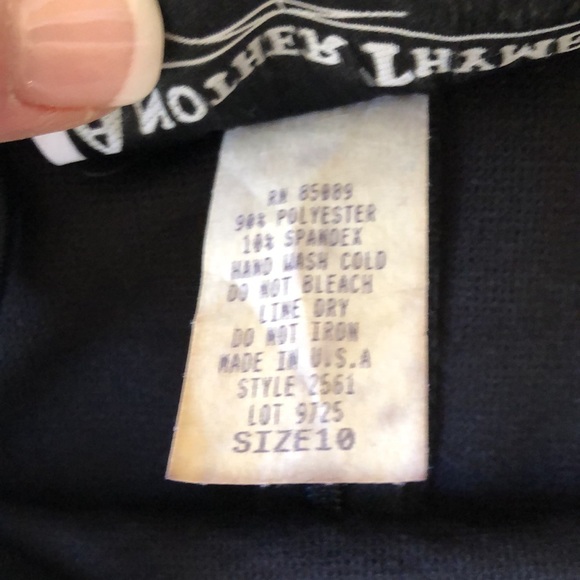 ANOTHER THYME
RN 85089
90% POLYESTER
10% SPANDEX
HAND WASH COLD
DO NOT BLEACH
LINE DRY
DO NOT IRON
MADE IN U.S.A
STYLE 2561
LOT 9725
SIZE10